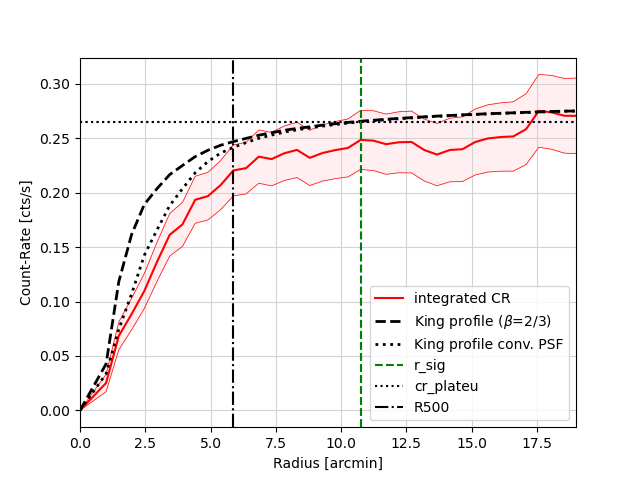 0.30
0.25
0.20
0.15
0.10
0.05
0.00
Count-Rate [cts/s]
integrated CR
King profile (β=2/3)
King profile conv. PSF
r_sig
cr_plateu
R500
0.0 2.5 5.0 7.5 10.0 12.5 15.0 17.5
Radius [arcmin]